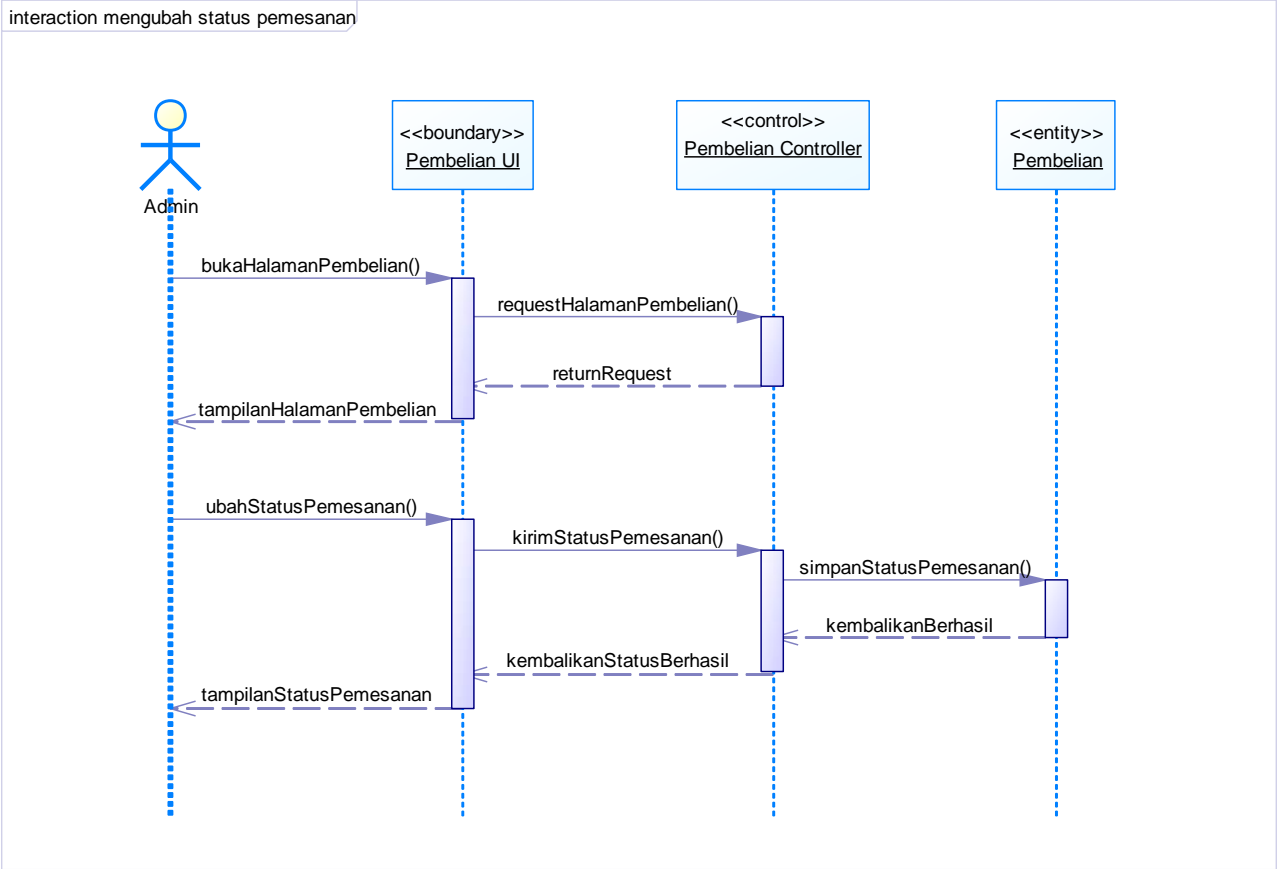 interaction mengubah status pemesanan
<<boundary>>
Pembelian UI
<<control>>
Pembelian Controller
<<entity>>
Pembelian
Admin
bukaHalamanPembelian()
requestHalamanPembelian()
returnRequest
tampilanHalamanPembelian
ubahStatusPemesanan()
kirimStatusPemesanan()
simpanStatusPemesanan()
kembalikanBerhasil
kembalikanStatusBerhasil
tampilanStatusPemesanan